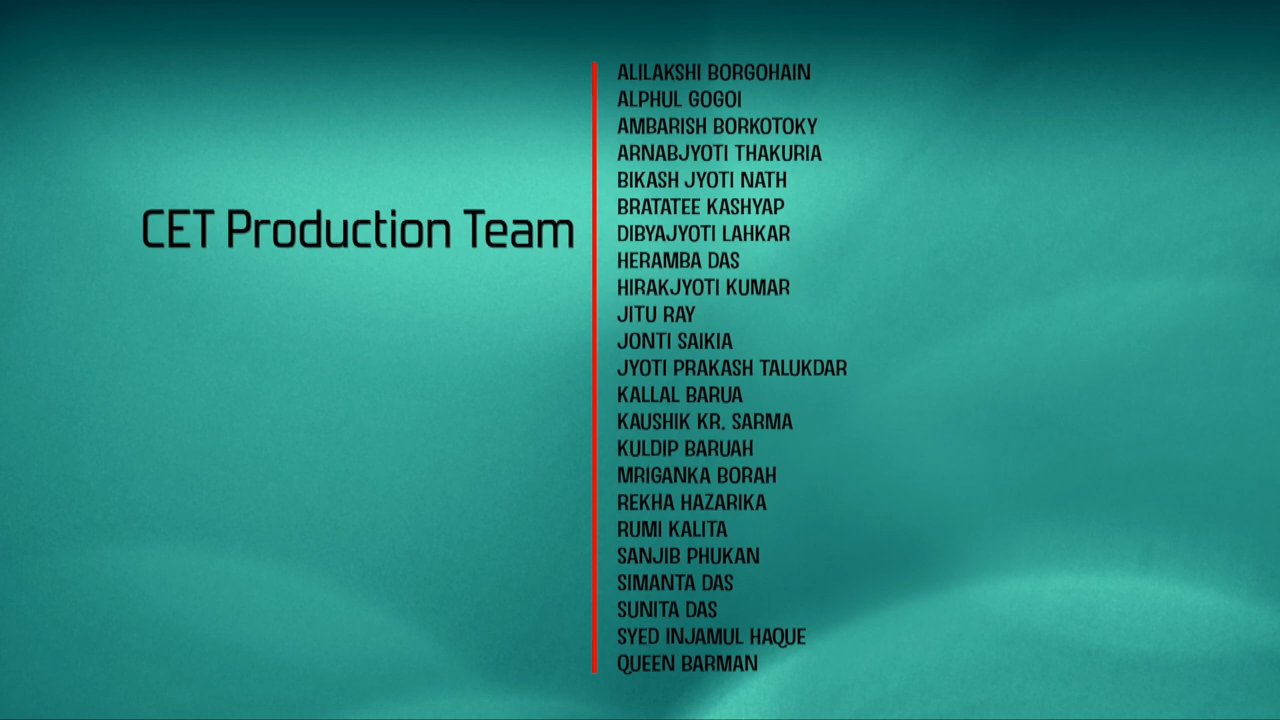 CET Production Team
ALILAKSHI BORGOHAIN
ALPHUL GOGOI
AMBARISH BORKOTOKY
ARNABJYOTI THAKURIA
BIKASH JYOTI NATH
BRATATEE KASHYAP
DIBYAJYOTI LAHKAR
HERAMBA DAS
HIRAKJYOTI KUMAR
JITU RAY
JONTI SAIKIA
JYOTI PRAKASH TALUKDAR
KALLAL BARUA
KAUSHIK KR. SARMA
KULDIP BARUAH
MRIGANKA BORAH
REKHA HAZARIKA
RUMI KALITA
SANJIB PHUKAN
SIMANTA DAS
SUNITA DAS
SYED INJAMUL HAQUE
QUEEN BARMAN